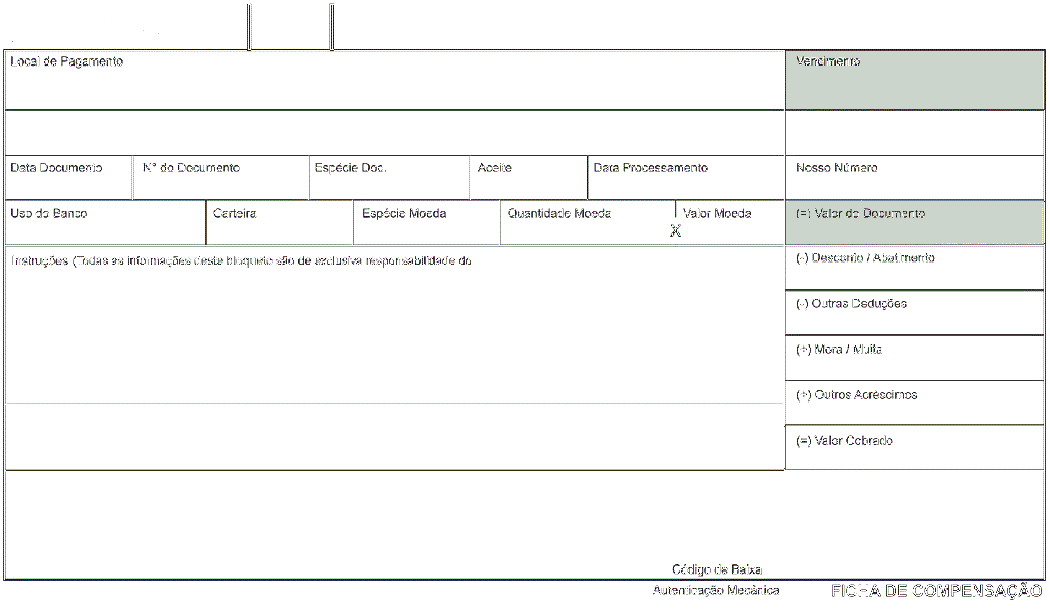 Local de Pagamento
Vencimento
Data Documento
N° do Documento
Espécie Doc.
Aceite
Data Processamento
Nosso Número
Uso do Banco
Carteira
Espécie Moeda
Quantidade Moeda
Valor Moeda
X
(=) Valor do Documento
Instruções (Todas as informações deste bloqueto são de exclusiva responsabilidade do
(-) Desconto / Abatimento
(-) Outras Deduções
(+) Mora / Multa
(+) Outros Acréscimos
(=) Valor Cobrado
Código de Baixa
Autenticação Mecânica
FICHA DE COMPENSAÇÃO